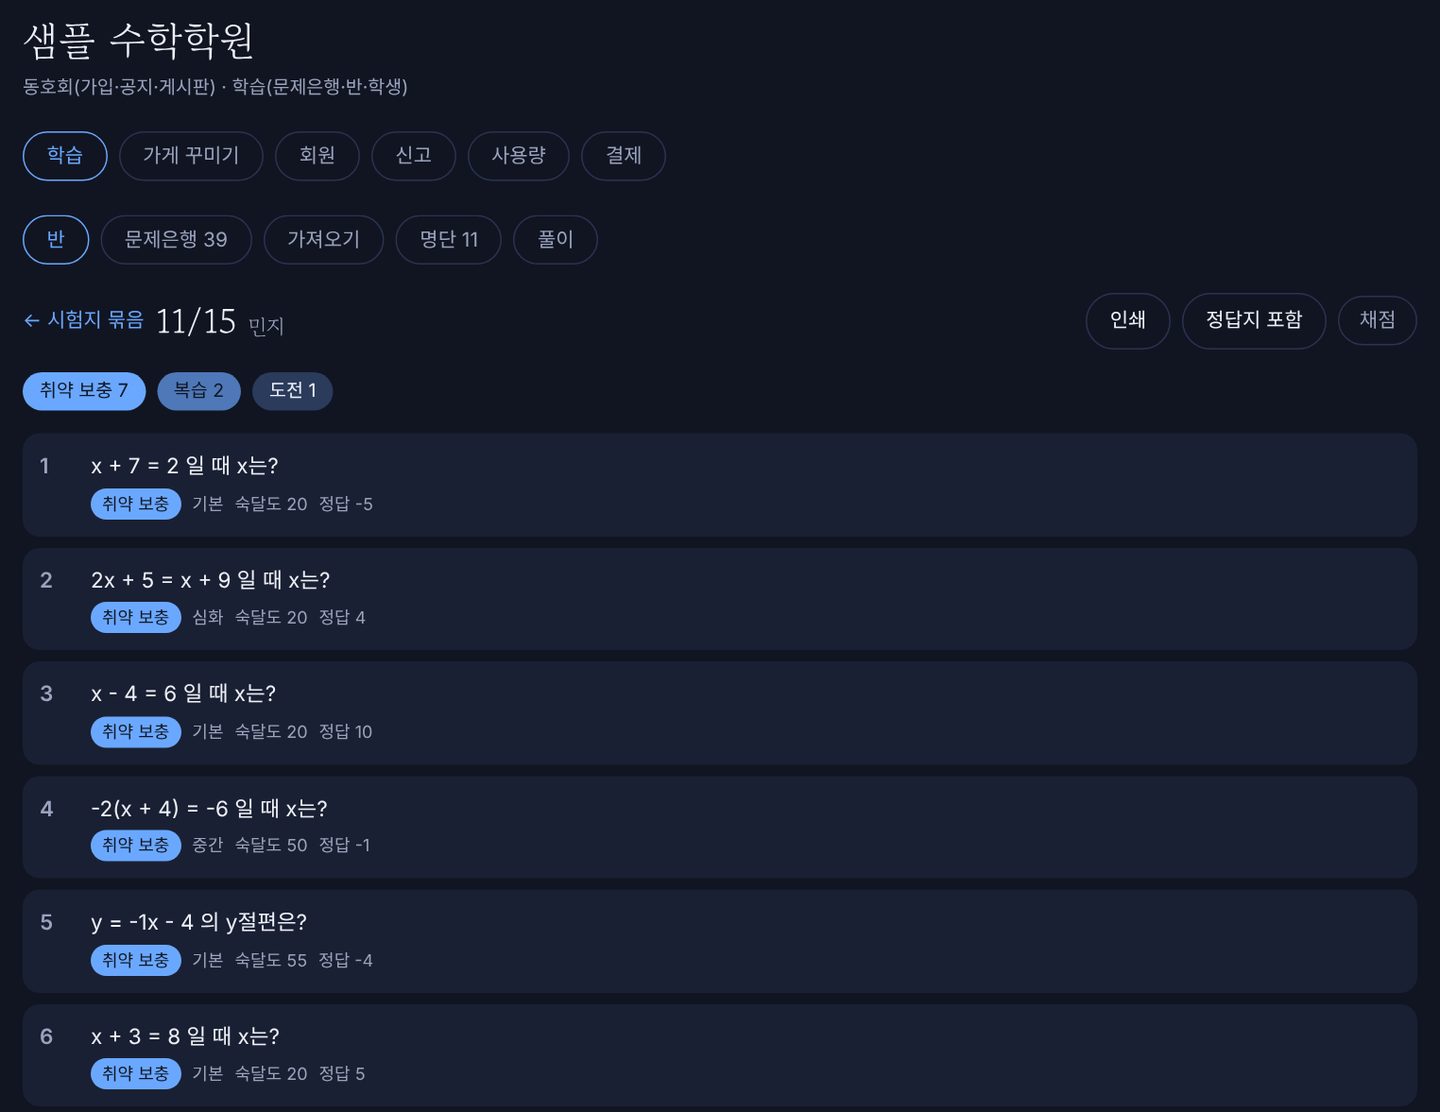 샘플 수학학원
동호회(가입·공지·게시판) · 학습(문제은행·반·학생)
학습 가게 꾸미기 회원 신고 사용량 결제
반 문제은행 39 가져오기 명단 11 풀이
← 시험지 묶음 11/15 민지 인쇄 정답지 포함 채점
취약 보충 7 복습 2 도전 1
1 x + 7 = 2 일 때 x는?
취약 보충 기본 숙달도 20 정답 -5
2 2x + 5 = x + 9 일 때 x는?
취약 보충 심화 숙달도 20 정답 4
3 x - 4 = 6 일 때 x는?
취약 보충 기본 숙달도 20 정답 10
4 -2(x + 4) = -6 일 때 x는?
취약 보충 중간 숙달도 50 정답 -1
5 y = -1x - 4 의 y절편은?
취약 보충 기본 숙달도 55 정답 -4
6 x + 3 = 8 일 때 x는?
취약 보충 기본 숙달도 20 정답 5